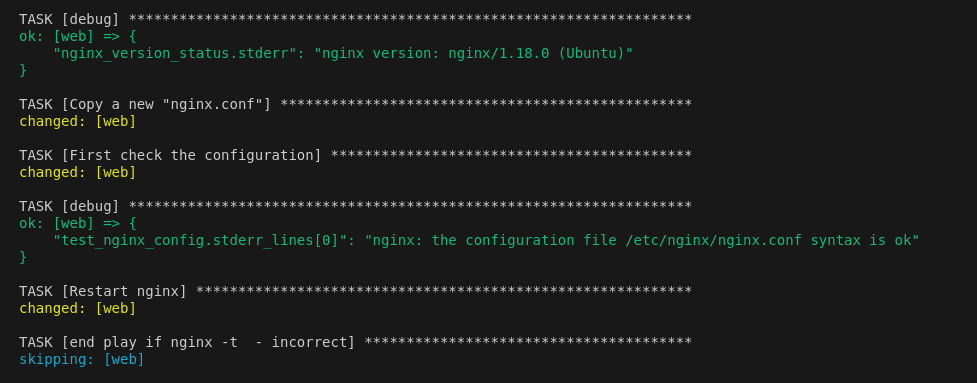 TASK [debug] *******************************************************************
ok: [web] => {
    "nginx_version_status.stderr": "nginx version: nginx/1.18.0 (Ubuntu)"
}
TASK [Copy a new "nginx.conf"] *************************************************
changed: [web]
TASK [First check the configuration] *******************************************
changed: [web]
TASK [debug] *******************************************************************
ok: [web] => {
    "test_nginx_config.stderr_lines[0]": "nginx: the configuration file /etc/nginx/nginx.conf syntax is ok"
}
TASK [Restart nginx] ***********************************************************
changed: [web]
TASK [end play if nginx -t  - incorrect] ***************************************
skipping: [web]